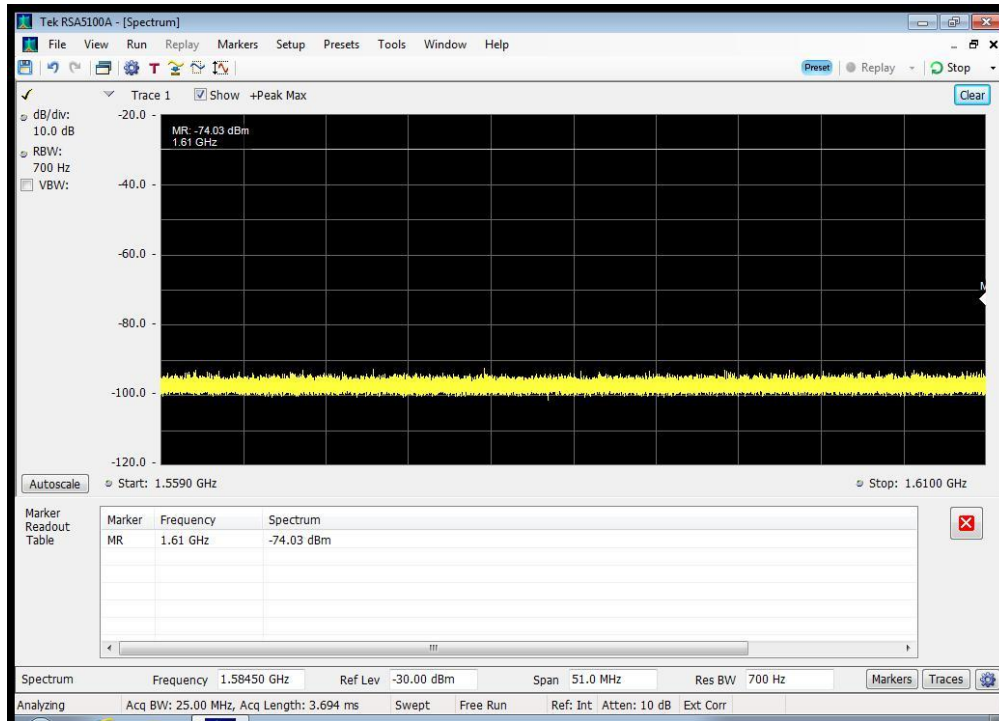 Tek RSA5100A - [Spectrum]
File View Run Replay Markers Setup Presets Tools Window Help
T Preset Replay Stop
Trace 1 Show +Peak Max Clear
dB/div:
10.0 dB
RBW:
700 Hz
VBW:
MR: -74.03 dBm
1.61 GHz
-20.0
-40.0
-60.0
M
-80.0
-100.0
-120.0
Autoscale Start: 1.5590 GHz Stop: 1.6100 GHz
Marker
Readout
Table
Marker Frequency Spectrum
MR 1.61 GHz -74.03 dBm
Spectrum Frequency 1.58450 GHz Ref Lev -30.00 dBm Span 51.0 MHz Res BW 700 Hz Markers Traces
Analyzing Acq BW: 25.00 MHz, Acq Length: 3.694 ms Swept Free Run Ref: Int Atten: 10 dB Ext Corr